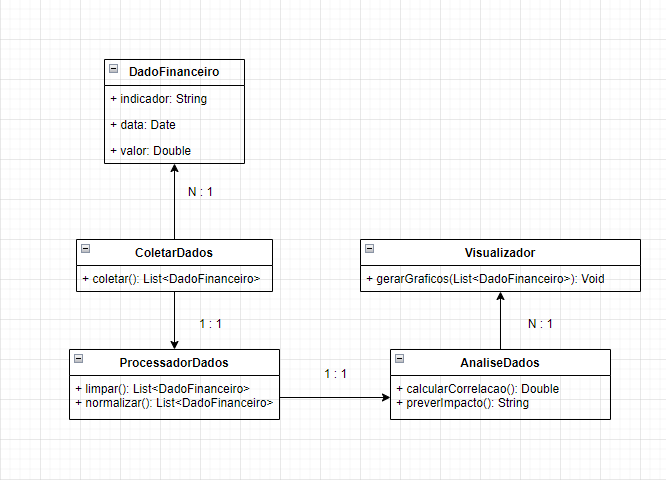 DadoFinanceiro
+ indicador: String
+ data: Date
+ valor: Double
N : 1
ColetarDados
+ coletar(): List<DadoFinanceiro>
Visualizador
+ gerarGraficos(List<DadoFinanceiro>): Void
1 : 1
N : 1
ProcessadorDados
+ limpar(): List<DadoFinanceiro>
+ normalizar(): List<DadoFinanceiro>
1 : 1
AnaliseDados
+ calcularCorrelacao(): Double
+ preverImpacto(): String